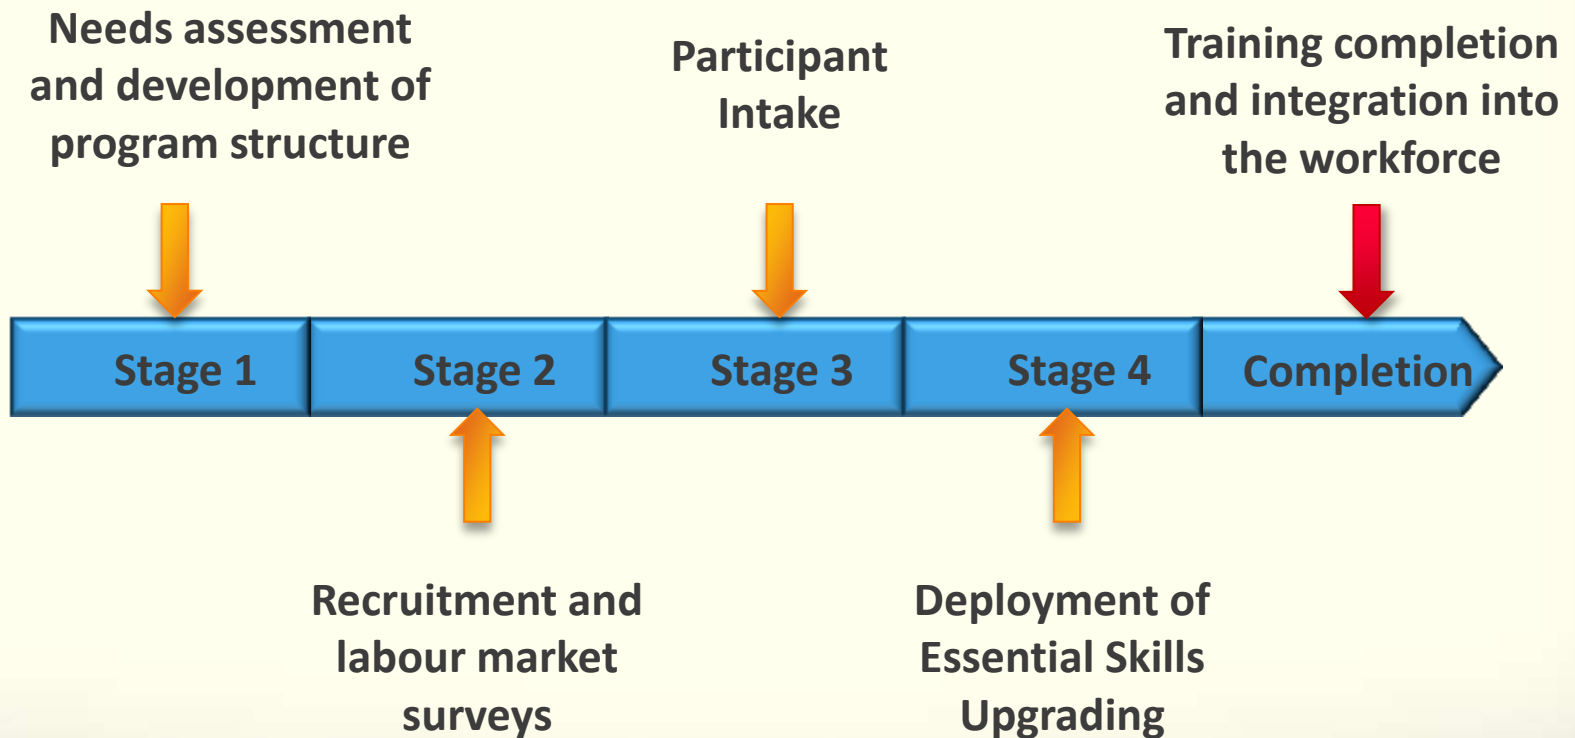 Needs assessment
and development of
program structure
Participant
Intake
Training completion
and integration into
the workforce
Stage 1
Stage 2
Stage 3
Stage 4
Completion
Recruitment and
labour market
surveys
Deployment of
Essential Skills
Upgrading